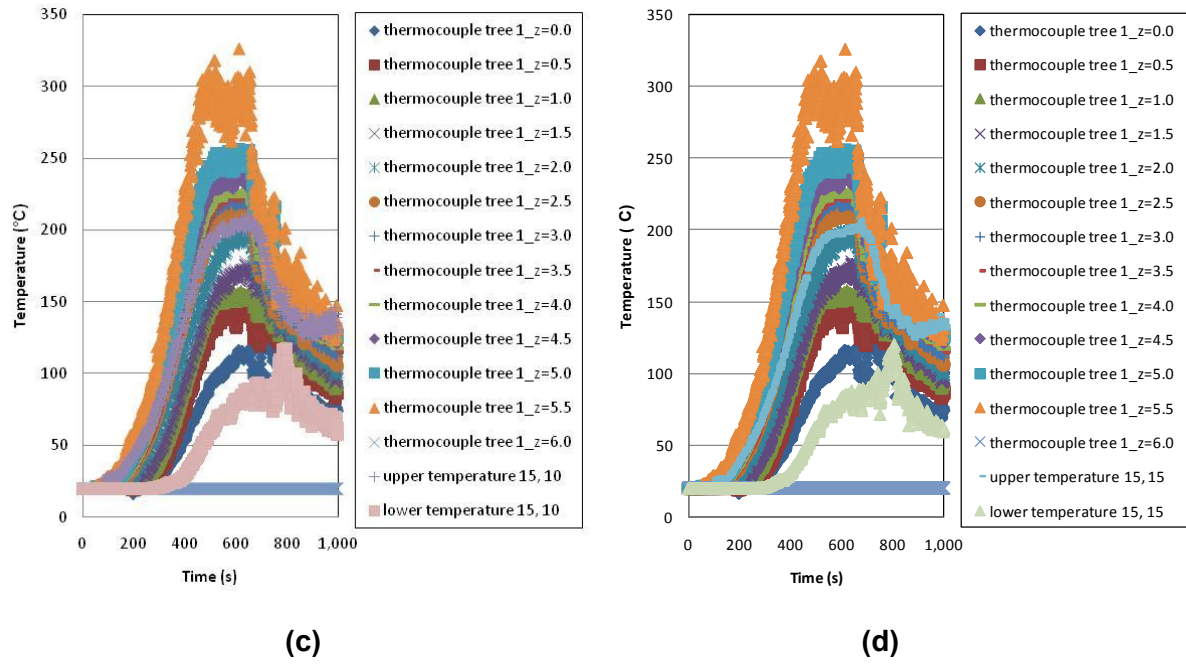 350
300
250
200
150
100
50
0
Temperature (°C)
0 200 400 600 800 1,000
Time (s)
thermocouple tree 1_z=0.0
thermocouple tree 1_z=0.5
thermocouple tree 1_z=1.0
thermocouple tree 1_z=1.5
thermocouple tree 1_z=2.0
thermocouple tree 1_z=2.5
thermocouple tree 1_z=3.0
thermocouple tree 1_z=3.5
thermocouple tree 1_z=4.0
thermocouple tree 1_z=4.5
thermocouple tree 1_z=5.0
thermocouple tree 1_z=5.5
thermocouple tree 1_z=6.0
upper temperature 15, 10
lower temperature 15, 10
(c)
350
300
250
200
150
100
50
0
Temperature ( C)
0 200 400 600 800 1,000
Time (s)
thermocouple tree 1_z=0.0
thermocouple tree 1_z=0.5
thermocouple tree 1_z=1.0
thermocouple tree 1_z=1.5
thermocouple tree 1_z=2.0
thermocouple tree 1_z=2.5
thermocouple tree 1_z=3.0
thermocouple tree 1_z=3.5
thermocouple tree 1_z=4.0
thermocouple tree 1_z=4.5
thermocouple tree 1_z=5.0
thermocouple tree 1_z=5.5
thermocouple tree 1_z=6.0
upper temperature 15, 15
lower temperature 15, 15
(d)